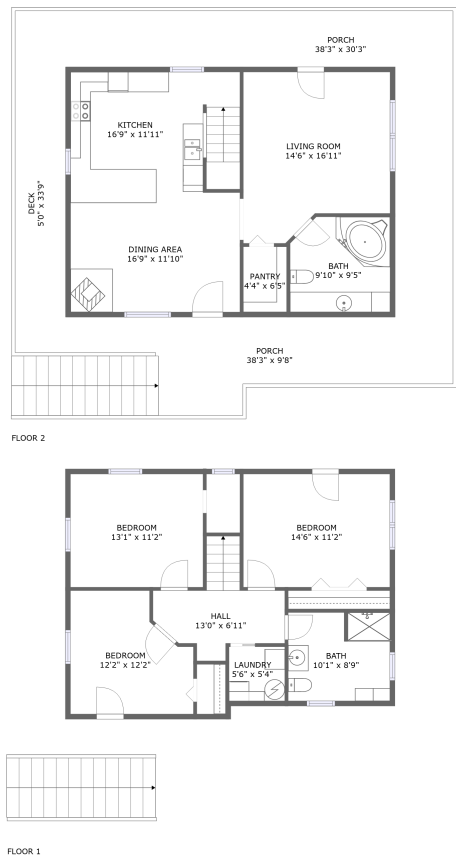 PORCH
38'3" x 30'3"
KITCHEN
16'9" x 11'11"
LIVING ROOM
14'6" x 16'11"
DECK
5'0" x 33'9"
DINING AREA
16'9" x 11'10"
PANTRY
4'4" x 6'5"
BATH
9'10" x 9'5"
PORCH
38'3" x 9'8"
FLOOR 2
BEDROOM
13'1" x 11'2"
BEDROOM
14'6" x 11'2"
HALL
13'0" x 6'11"
BEDROOM
12'2" x 12'2"
LAUNDRY
5'6" x 5'4"
BATH
10'1" x 8'9"
FLOOR 1